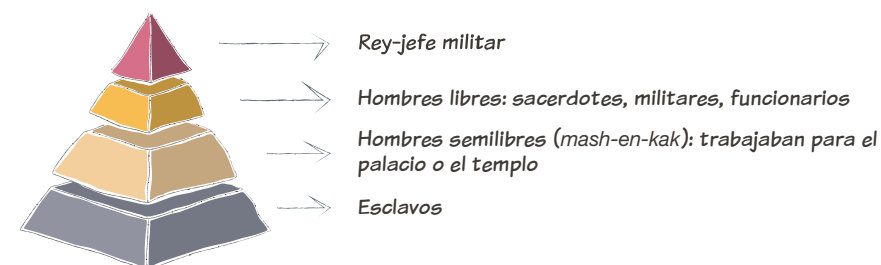 Rey-jefe militar
Hombres libres: sacerdotes, militares, funcionarios
Hombres semilibres (mash-en-kak): trabajaban para el
palacio o el templo
Esclavos